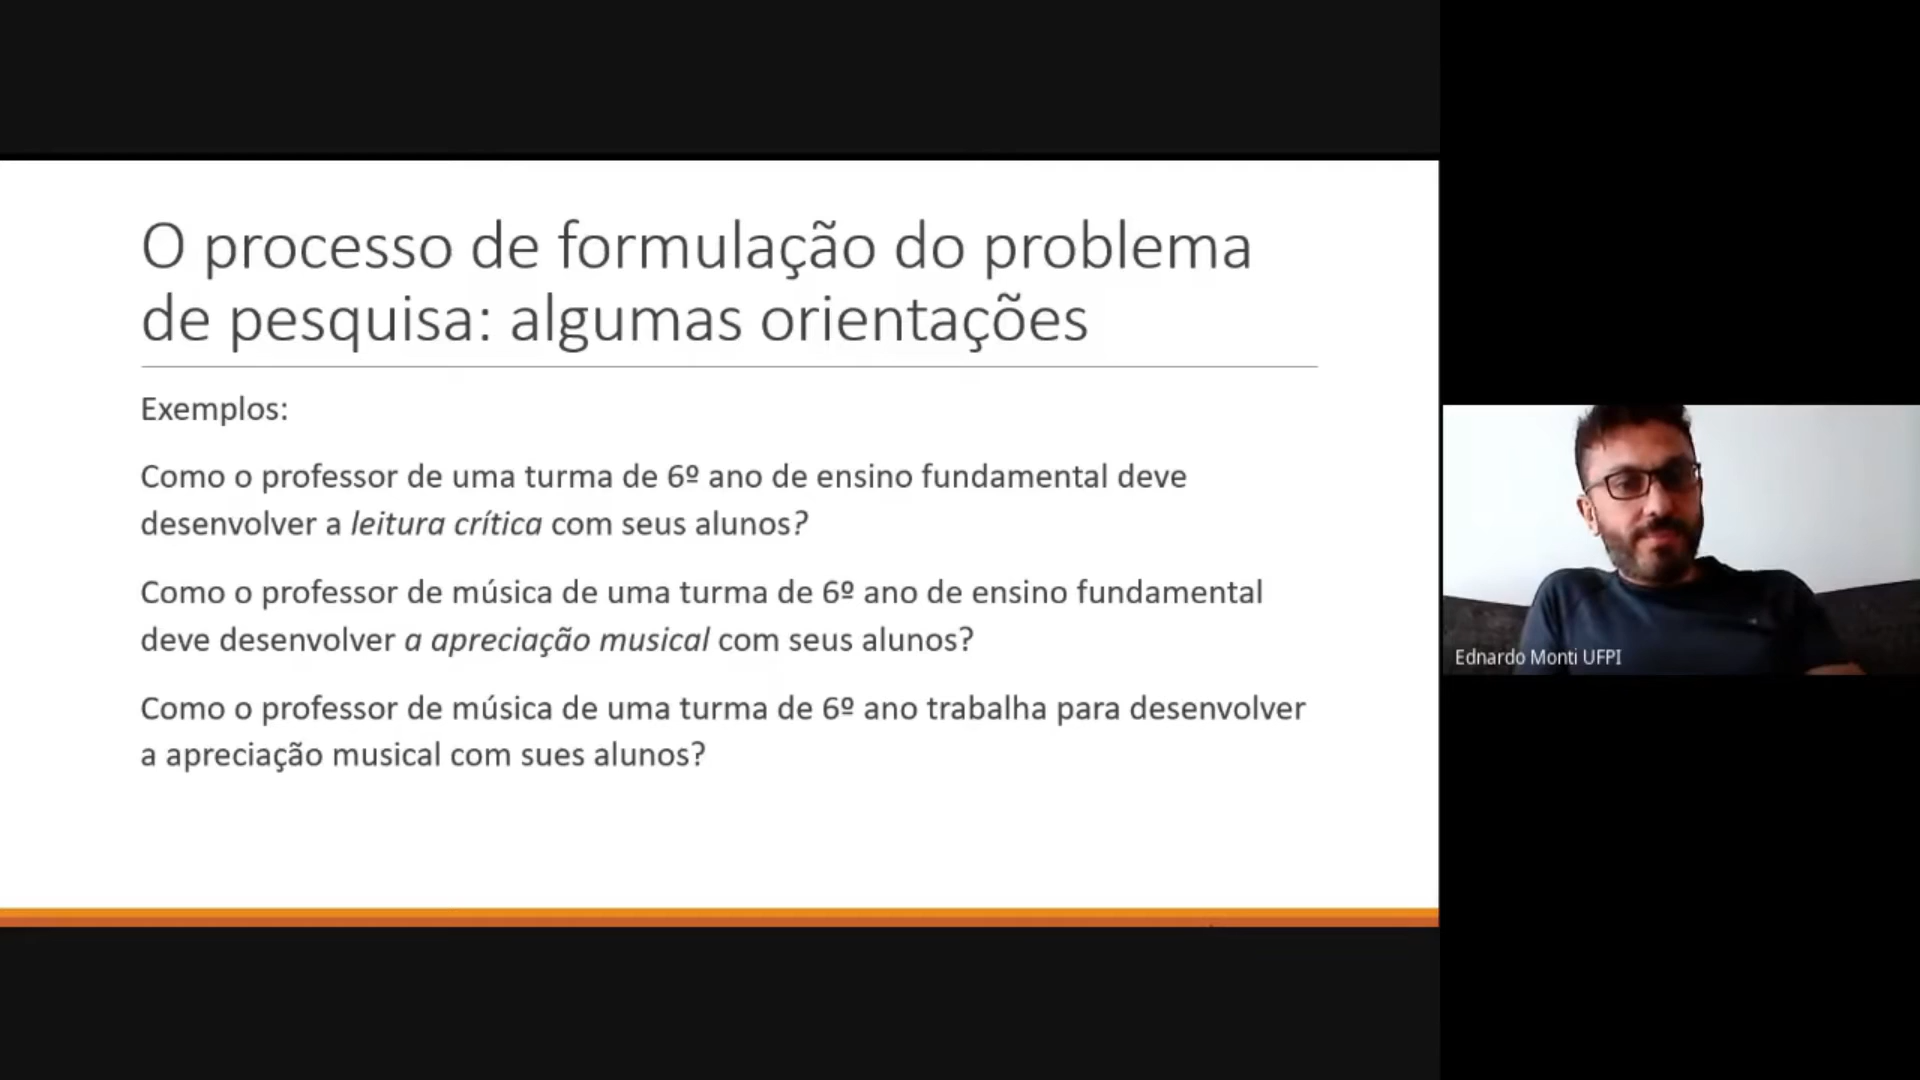 O processo de formulação do problema
de pesquisa: algumas orientações
Exemplos:
Como o professor de uma turma de 6º ano de ensino fundamental deve
desenvolver a leitura crítica com seus alunos?
Como o professor de música de uma turma de 6º ano de ensino fundamental
deve desenvolver a apreciação musical com seus alunos?
Como o professor de música de uma turma de 6º ano trabalha para desenvolver
a apreciação musical com sues alunos?
Ednardo Monti UFPI